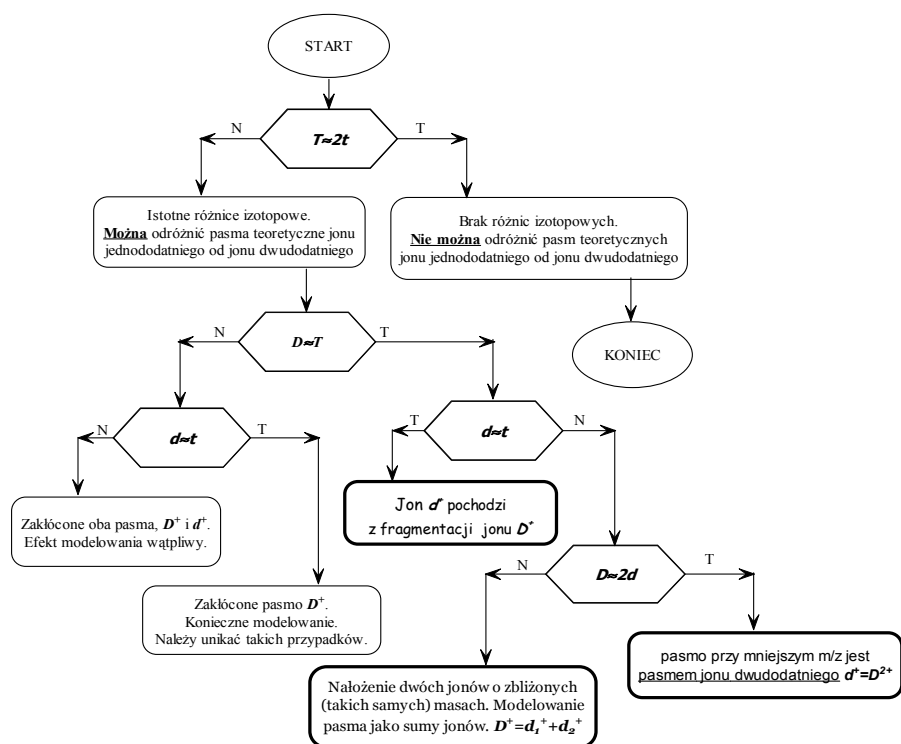 START
N
T≈2t
T
Istotne różnice izotopowe.
Można odróżnić pasma teoretyczne jonu
jednododatniego od jonu dwudodatniego
Brak różnic izotopowych.
Nie można odróżnić pasm teoretycznych
jonu jednododatniego od jonu dwudodatniego
N
D≈T
T
KONIEC
N
d≈t
T
T
d≈t
N
Zakłócone oba pasma, D⁺ i d⁺.
Efekt modelowania wątpliwy.
Jon d⁺ pochodzi
z fragmentacji jonu D⁺
Zakłócone pasmo D⁺.
Konieczne modelowanie.
Należy unikać takich przypadków.
N
D≈2d
T
Nałożenie dwóch jonów o zbliżonych
(takich samych) masach. Modelowanie
pasma jako sumy jonów. D⁺=d₁⁺+d₂⁺
pasmo przy mniejszym m/z jest
pasmem jonu dwudodatniego d⁺=D²⁺